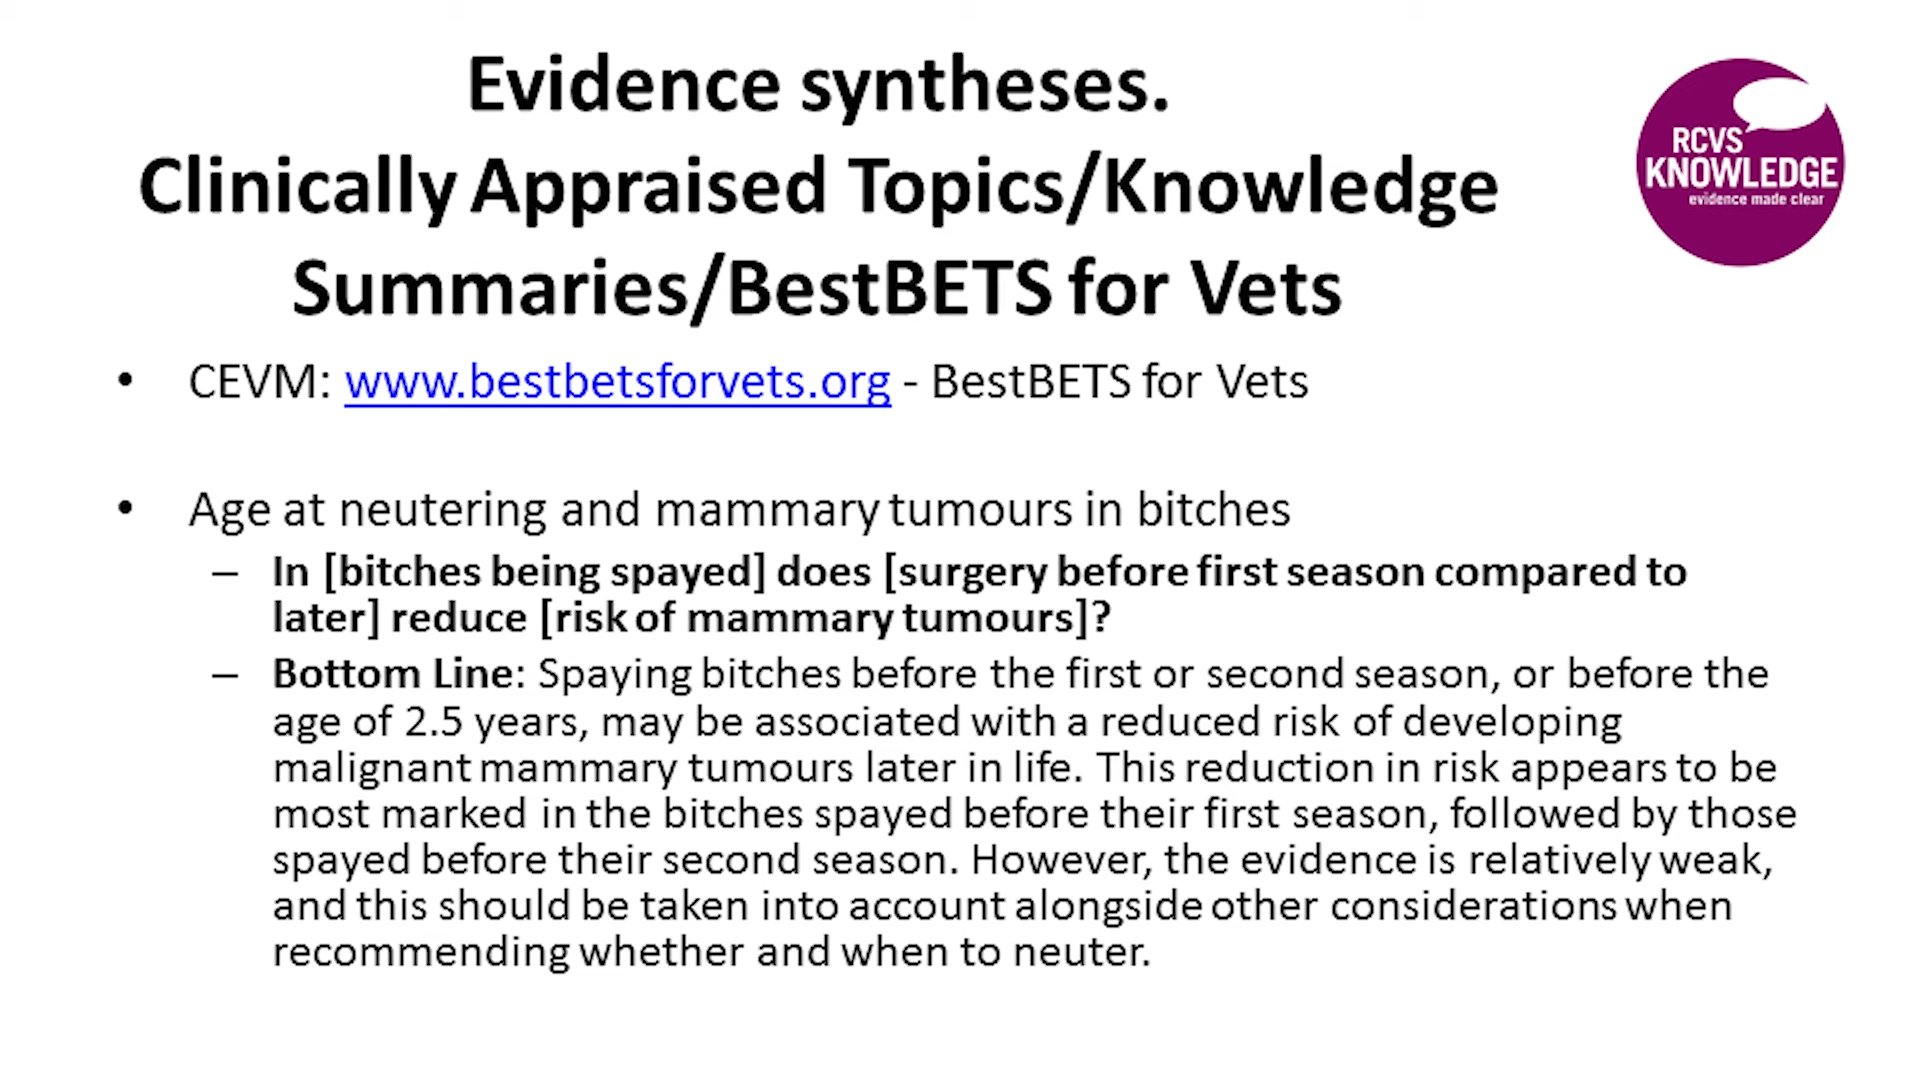 Evidence syntheses.
Clinically Appraised Topics/Knowledge
Summaries/BestBETS for Vets
RCVS
KNOWLEDGE
evidence made clear
• CEVM: www.bestbetsforvets.org - BestBETS for Vets
• Age at neutering and mammary tumours in bitches
– In [bitches being spayed] does [surgery before first season compared to
later] reduce [risk of mammary tumours]?
– Bottom Line: Spaying bitches before the first or second season, or before the
age of 2.5 years, may be associated with a reduced risk of developing
malignant mammary tumours later in life. This reduction in risk appears to be
most marked in the bitches spayed before their first season, followed by those
spayed before their second season. However, the evidence is relatively weak,
and this should be taken into account alongside other considerations when
recommending whether and when to neuter.